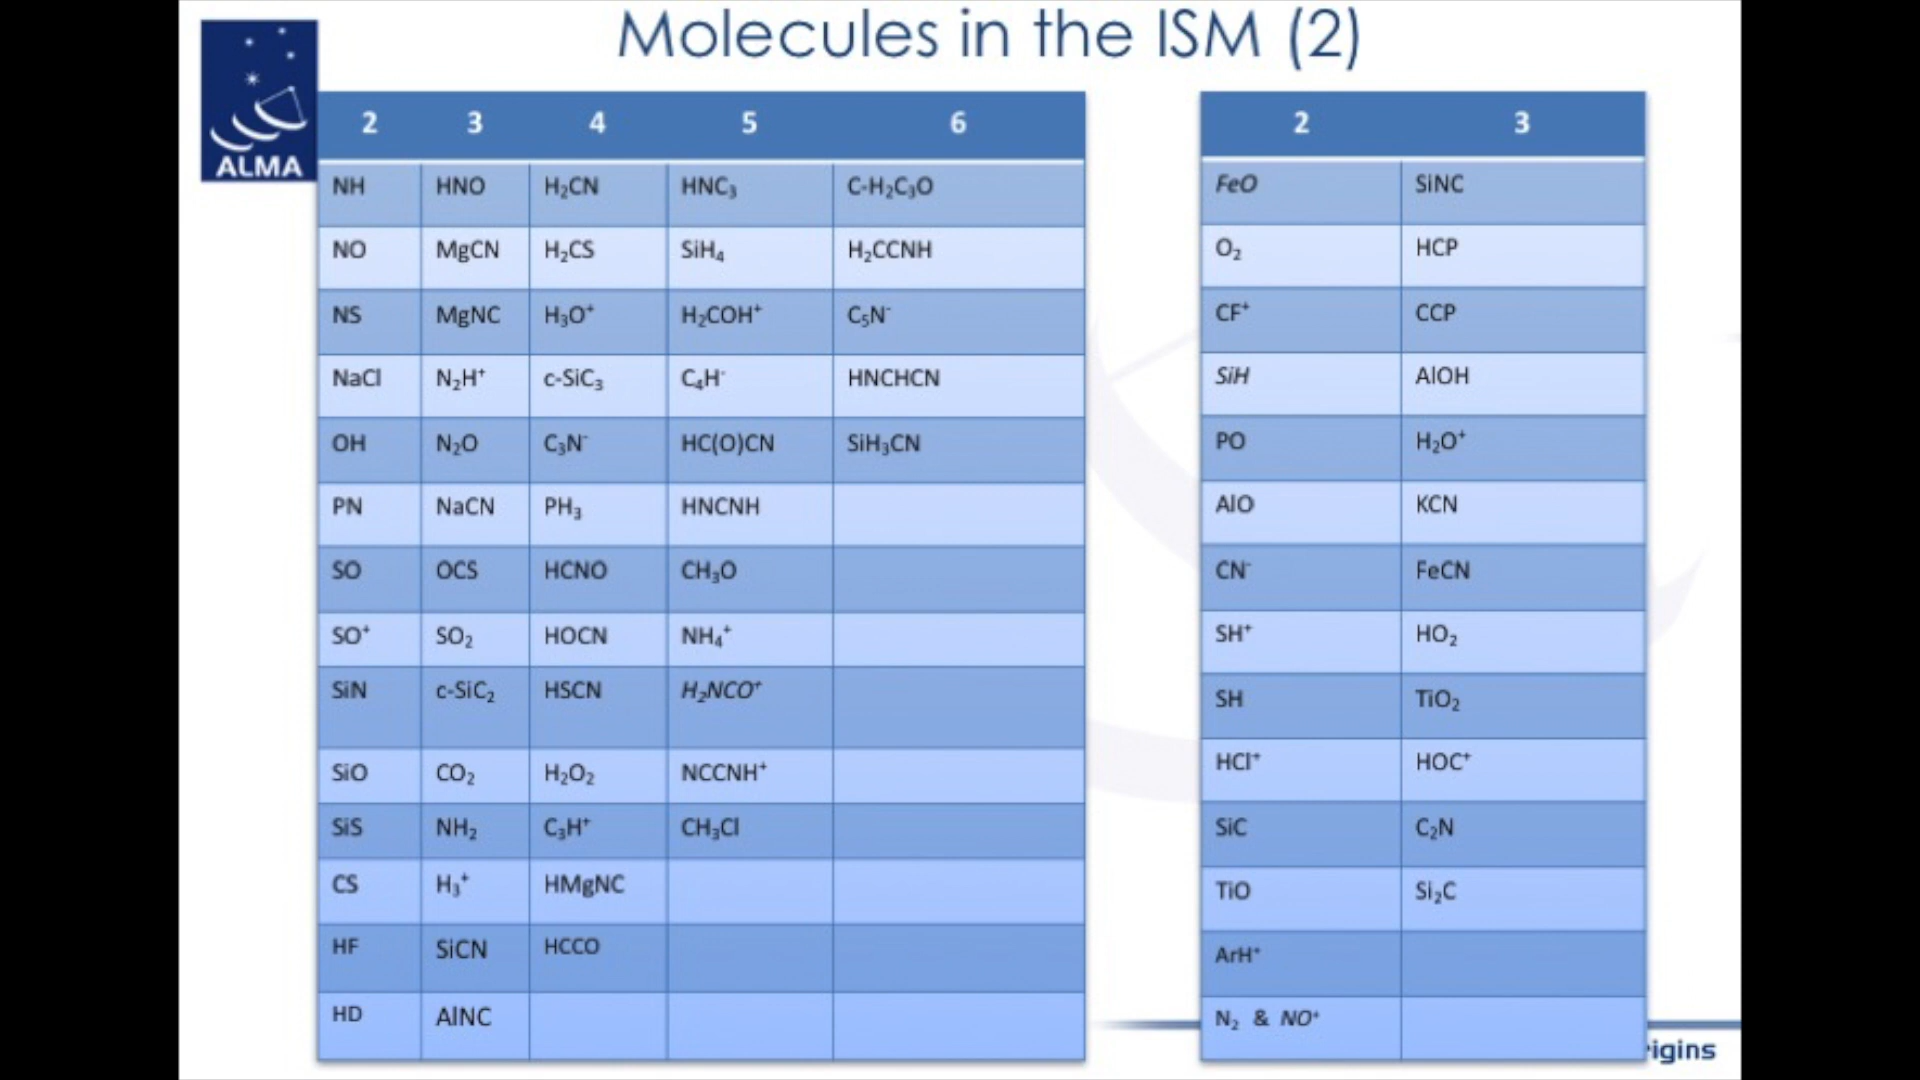 Molecules in the ISM (2)
ALMA
2 3 4 5 6
NH HNO H₂CN HNC₃ C-H₂C₃O
NO MgCN H₂CS SiH₄ H₂CCNH
NS MgNC H₃O⁺ H₂COH⁺ C₅N⁻
NaCl N₂H⁺ c-SiC₃ C₄H⁻ HNCHCN
OH N₂O C₃N⁻ HC(O)CN SiH₃CN
PN NaCN PH₃ HNCNH
SO OCS HCNO CH₃O
SO⁺ SO₂ HOCN NH₄⁺
SiN c-SiC₂ HSCN H₂NCO⁺
SiO CO₂ H₂O₂ NCCNH⁺
SiS NH₂ C₃H⁺ CH₃Cl
CS H₃⁺ HMgNC
HF SiCN HCCO
HD AlNC
2 3
FeO SiNC
O₂ HCP
CF⁺ CCP
SiH AlOH
PO H₂O⁺
AlO KCN
CN⁻ FeCN
SH⁺ HO₂
SH TiO₂
HCl⁺ HOC⁺
SiC C₂N
TiO Si₂C
ArH⁺
N₂ & NO⁺
igins